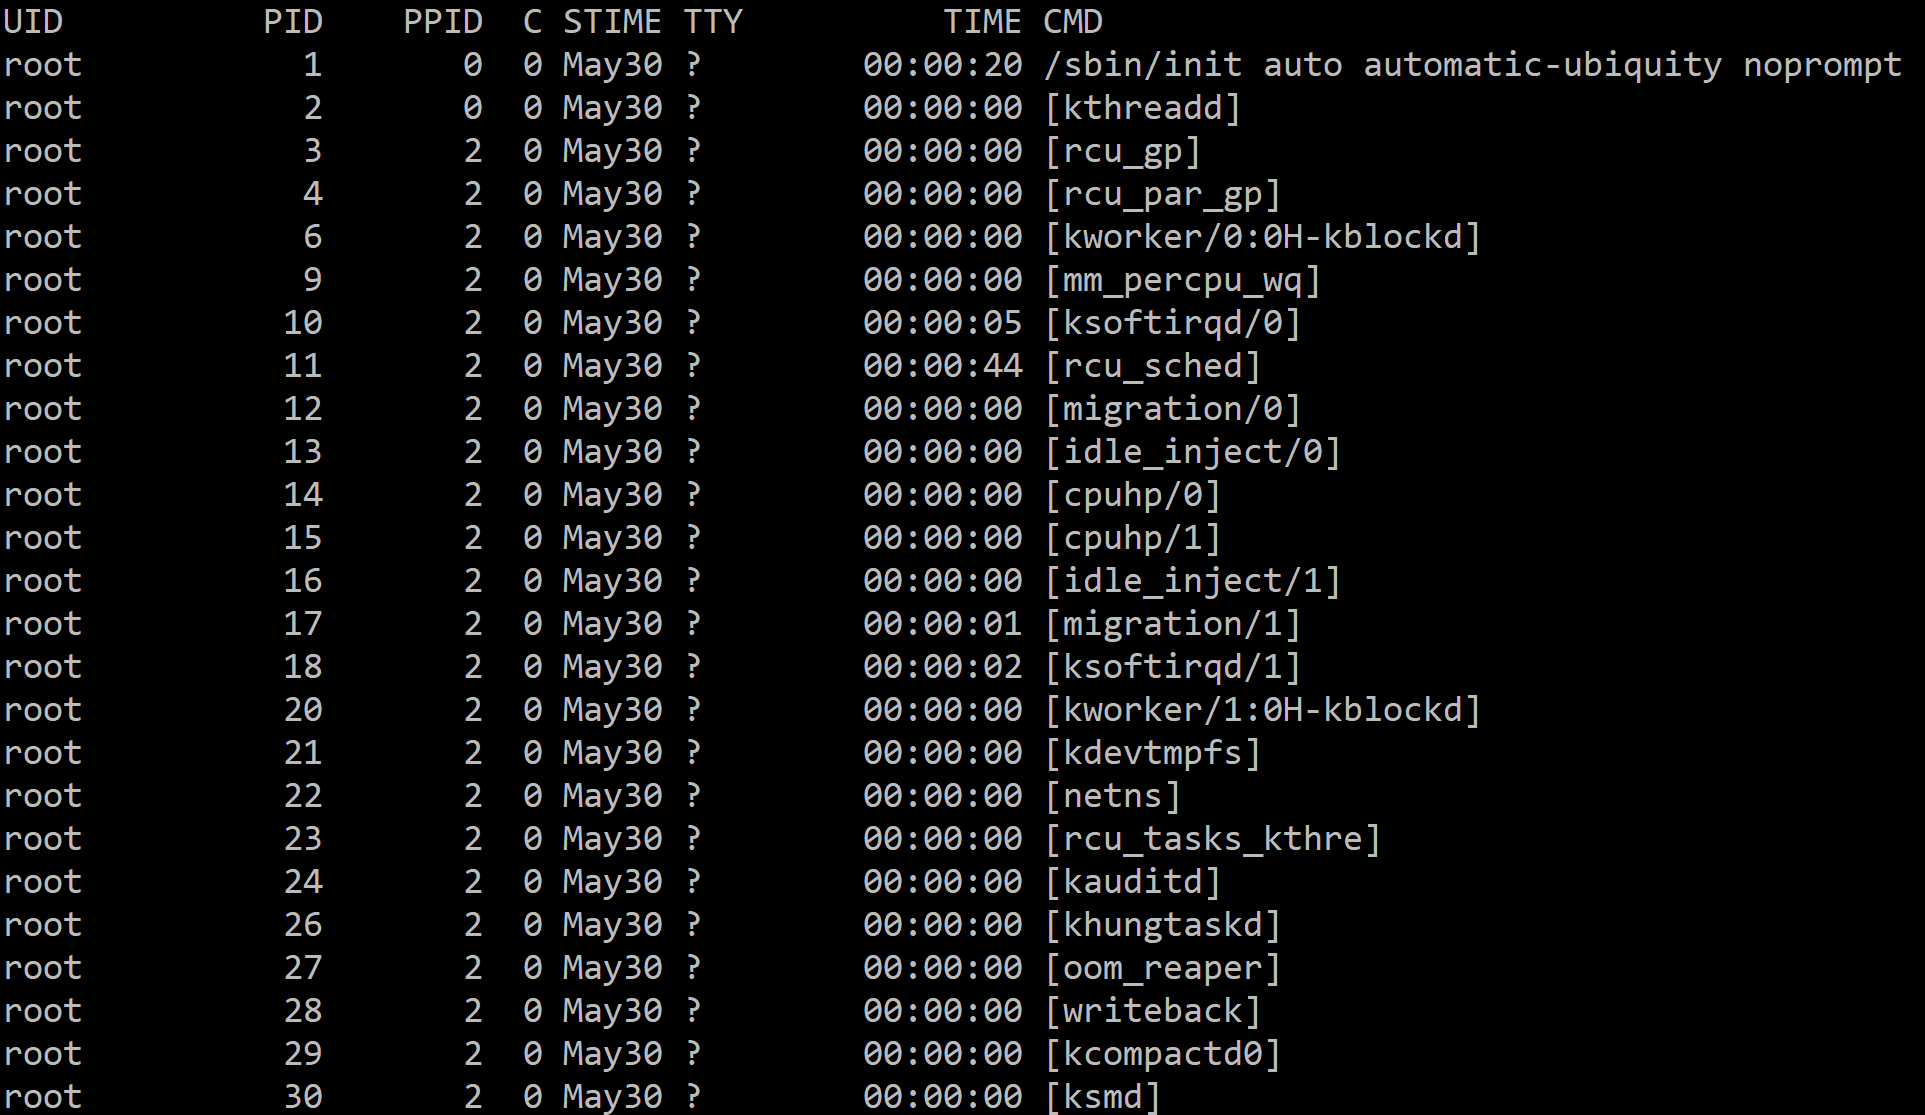 UID          PID    PPID  C STIME TTY          TIME CMD
root           1       0  0 May30 ?        00:00:20 /sbin/init auto automatic-ubiquity noprompt
root           2       0  0 May30 ?        00:00:00 [kthreadd]
root           3       2  0 May30 ?        00:00:00 [rcu_gp]
root           4       2  0 May30 ?        00:00:00 [rcu_par_gp]
root           6       2  0 May30 ?        00:00:00 [kworker/0:0H-kblockd]
root           9       2  0 May30 ?        00:00:00 [mm_percpu_wq]
root          10       2  0 May30 ?        00:00:05 [ksoftirqd/0]
root          11       2  0 May30 ?        00:00:44 [rcu_sched]
root          12       2  0 May30 ?        00:00:00 [migration/0]
root          13       2  0 May30 ?        00:00:00 [idle_inject/0]
root          14       2  0 May30 ?        00:00:00 [cpuhp/0]
root          15       2  0 May30 ?        00:00:00 [cpuhp/1]
root          16       2  0 May30 ?        00:00:00 [idle_inject/1]
root          17       2  0 May30 ?        00:00:01 [migration/1]
root          18       2  0 May30 ?        00:00:02 [ksoftirqd/1]
root          20       2  0 May30 ?        00:00:00 [kworker/1:0H-kblockd]
root          21       2  0 May30 ?        00:00:00 [kdevtmpfs]
root          22       2  0 May30 ?        00:00:00 [netns]
root          23       2  0 May30 ?        00:00:00 [rcu_tasks_kthre]
root          24       2  0 May30 ?        00:00:00 [kauditd]
root          26       2  0 May30 ?        00:00:00 [khungtaskd]
root          27       2  0 May30 ?        00:00:00 [oom_reaper]
root          28       2  0 May30 ?        00:00:00 [writeback]
root          29       2  0 May30 ?        00:00:00 [kcompactd0]
root          30       2  0 May30 ?        00:00:00 [ksmd]